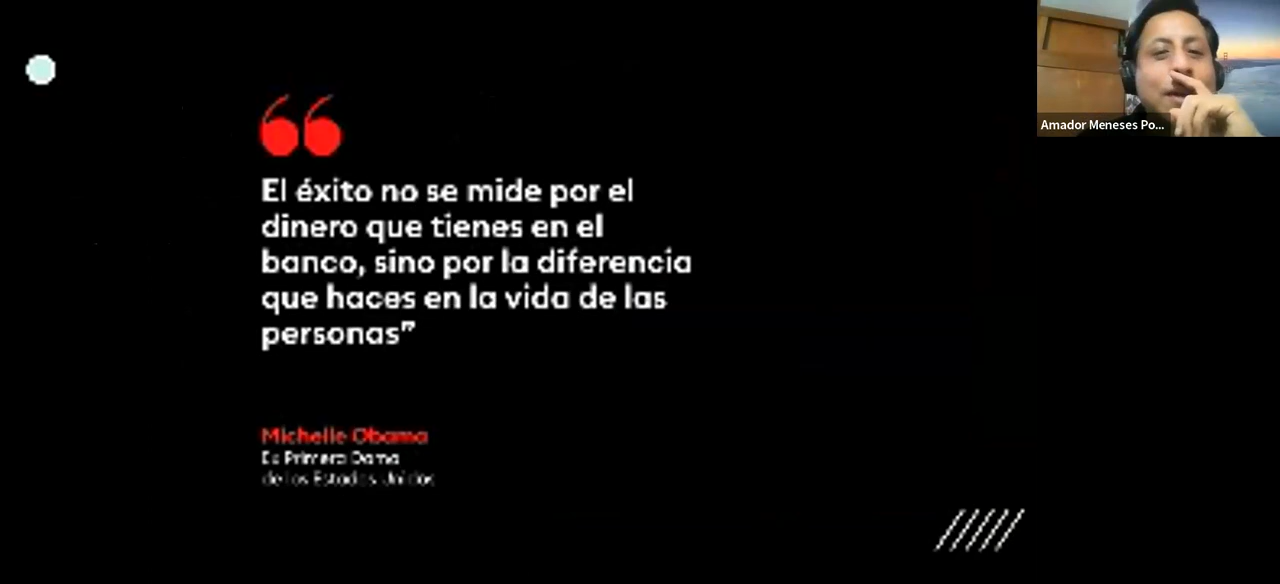 El éxito no se mide por el
dinero que tienes en el
banco, sino por la diferencia
que haces en la vida de las
personas”
Michelle Obama
Ex Primera Dama
de los Estados Unidos
Amador Meneses Po...